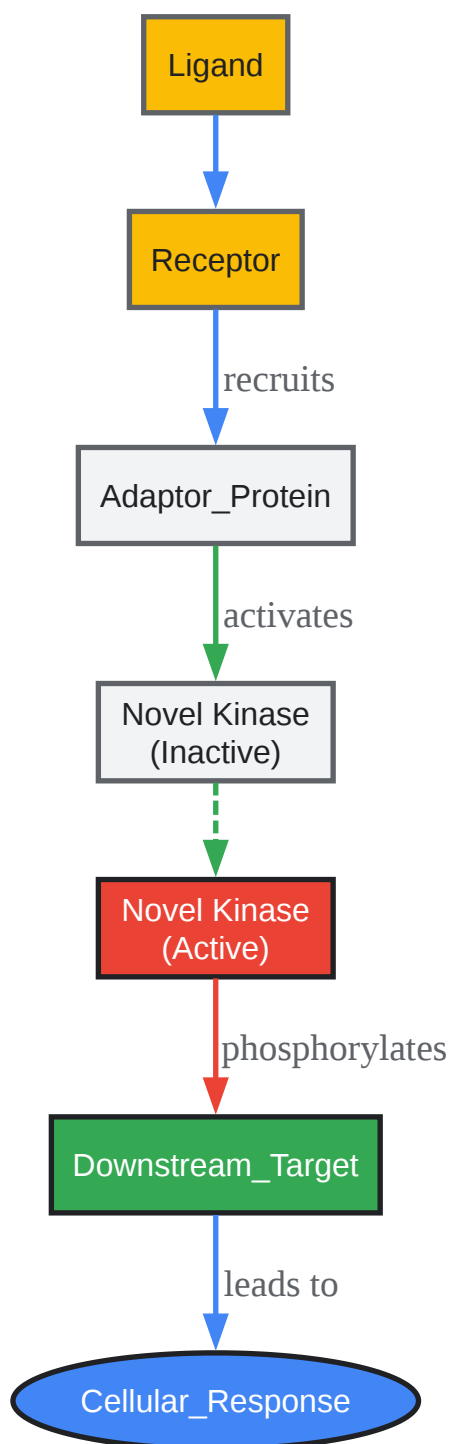 Ligand
Receptor
recruits
Adaptor_Protein
activates
Novel Kinase
(Inactive)
Novel Kinase
(Active)
phosphorylates
Downstream_Target
leads to
Cellular_Response